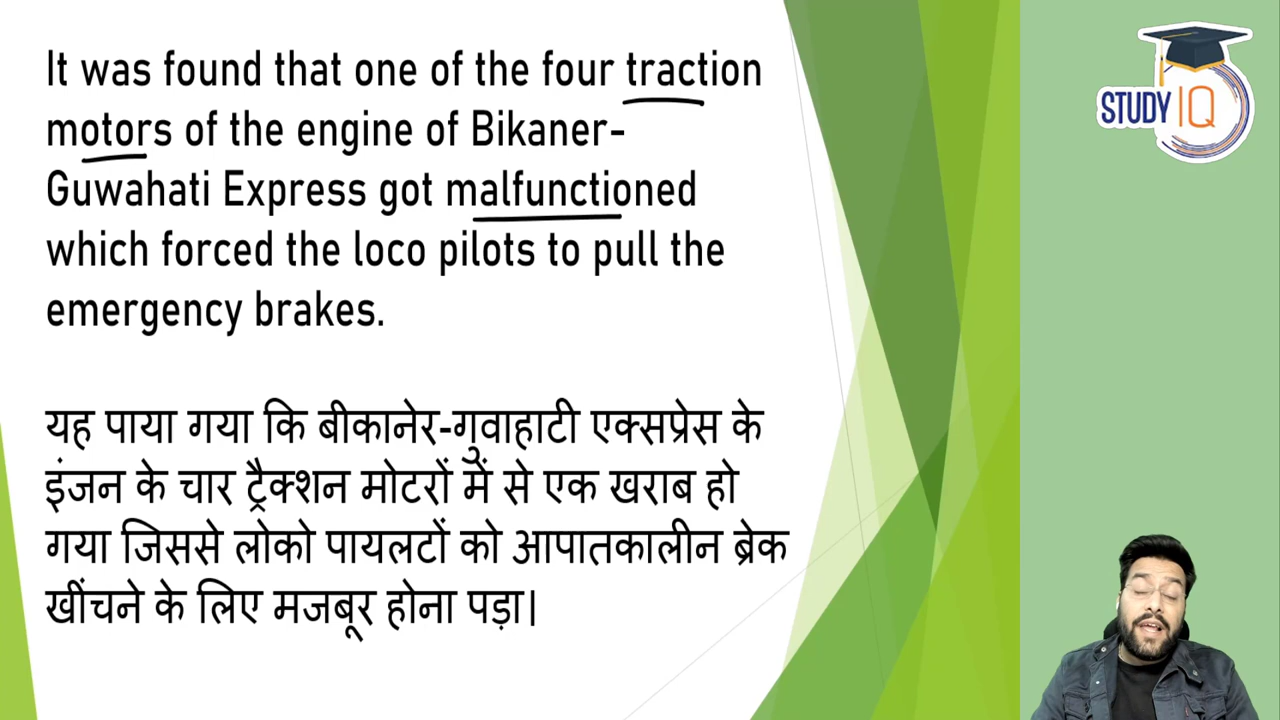 It was found that one of the four traction
motors of the engine of Bikaner-
Guwahati Express got malfunctioned
which forced the loco pilots to pull the
emergency brakes.
यह पाया गया कि बीकानेर-गुवाहाटी एक्सप्रेस के
इंजन के चार ट्रैक्शन मोटरों में से एक खराब हो
गया जिससे लोको पायलटों को आपातकालीन ब्रेक
खींचने के लिए मजबूर होना पड़ा।
STUDY IQ